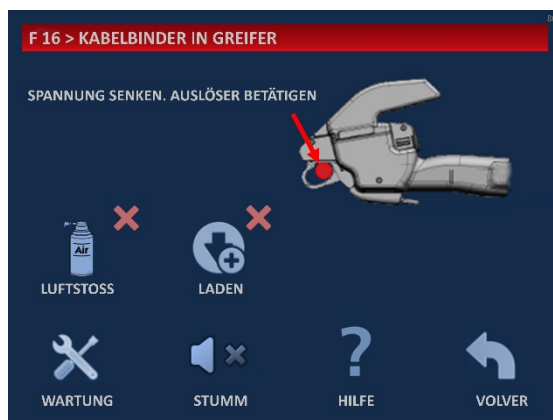 F 16 > KABELBINDER IN GREIFER
SPANNUNG SENKEN. AUSLÖSER BETÄTIGEN
Air
LUFTSTOSS LADEN
WARTUNG STUMM HILFE VOLVER